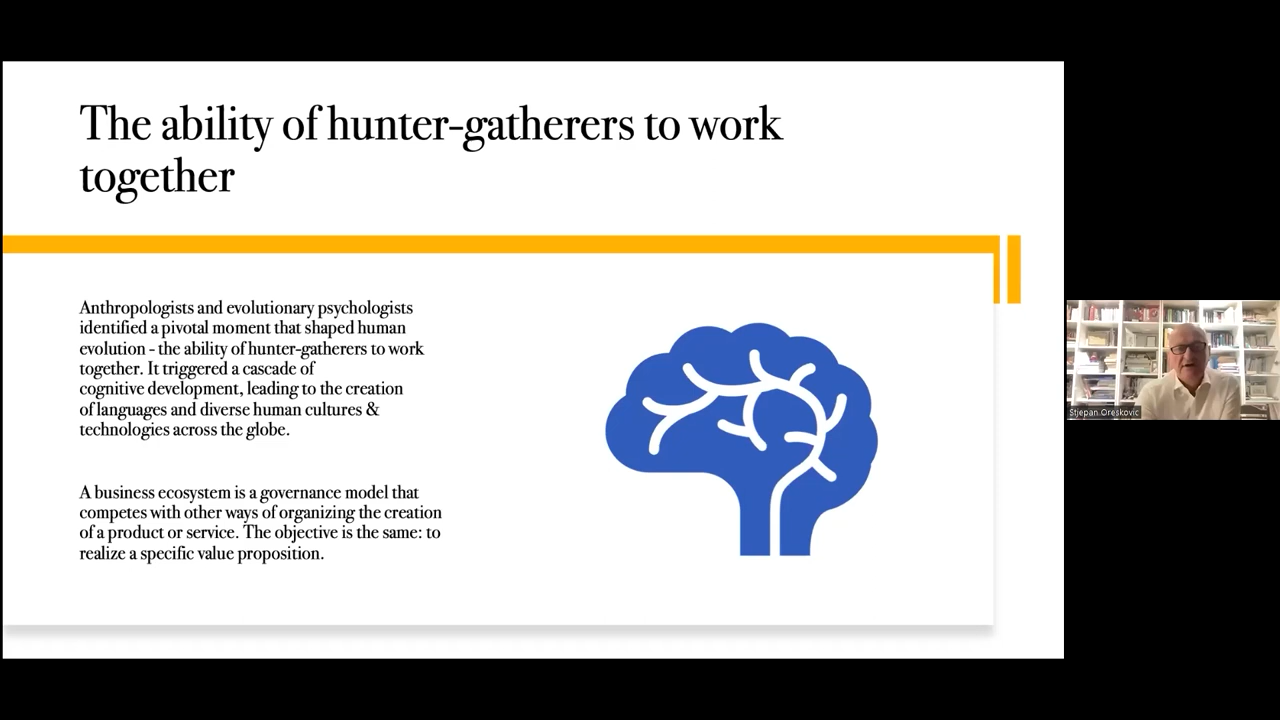 The ability of hunter-gatherers to work
together
Anthropologists and evolutionary psychologists
identified a pivotal moment that shaped human
evolution - the ability of hunter-gatherers to work
together. It triggered a cascade of
cognitive development, leading to the creation
of languages and diverse human cultures &
technologies across the globe.
A business ecosystem is a governance model that
competes with other ways of organizing the creation
of a product or service. The objective is the same: to
realize a specific value proposition.
Stjepan Oreskovic